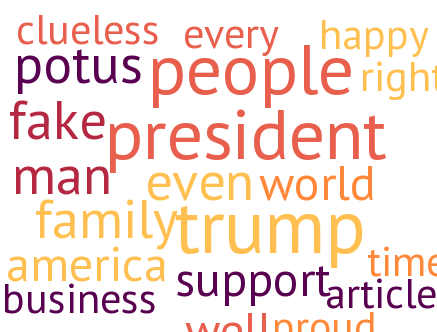 clueless every happy
potus people right
fake president
man even world
family trump
america support time
business article
well proud